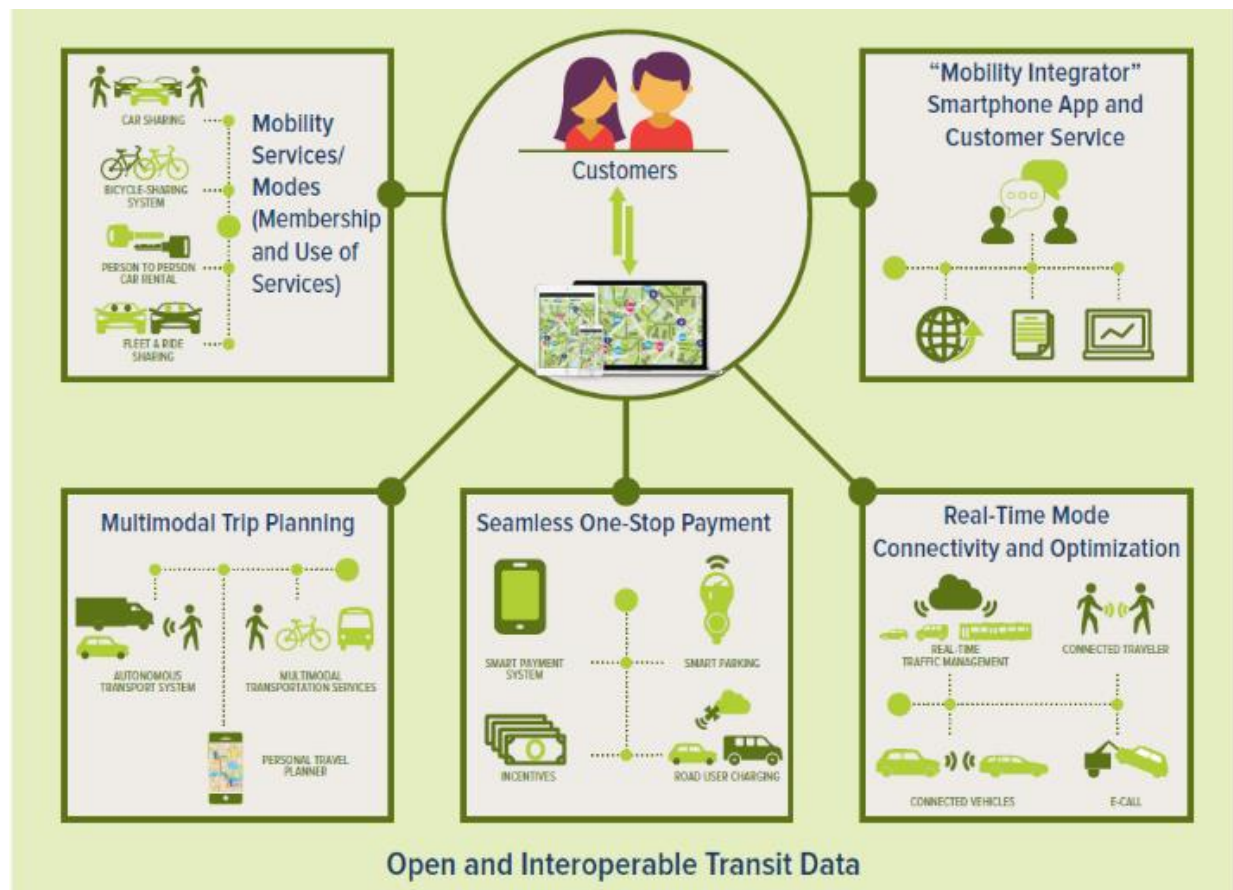 CAR SHARING
BICYCLE-SHARING
SYSTEM
PERSON TO PERSON
CAR RENTAL
FLEET & RIDE
SHARING
Mobility
Services/
Modes
(Membership
and Use of
Services)
Customers
“Mobility Integrator”
Smartphone App and
Customer Service
Multimodal Trip Planning
AUTONOMOUS
TRANSPORT SYSTEM
MULTIMODAL
TRANSPORTATION SERVICES
PERSONAL TRAVEL
PLANNER
Seamless One-Stop Payment
SMART PAYMENT
SYSTEM
SMART PARKING
INCENTIVES
ROAD USER CHARGING
Real-Time Mode
Connectivity and Optimization
REAL-TIME
TRAFFIC MANAGEMENT
CONNECTED TRAVELER
CONNECTED VEHICLES
E-CALL
Open and Interoperable Transit Data